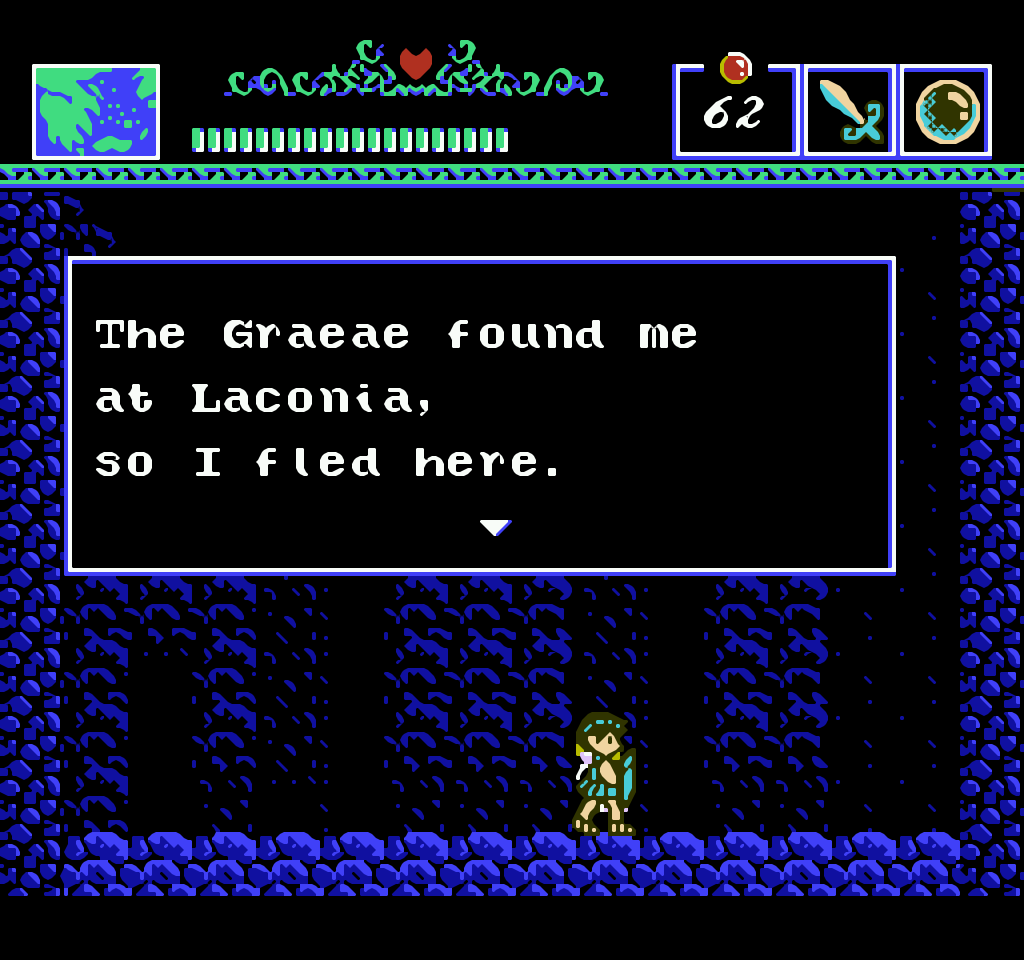 62
The Graeae found me
at Laconia,
so I fled here.